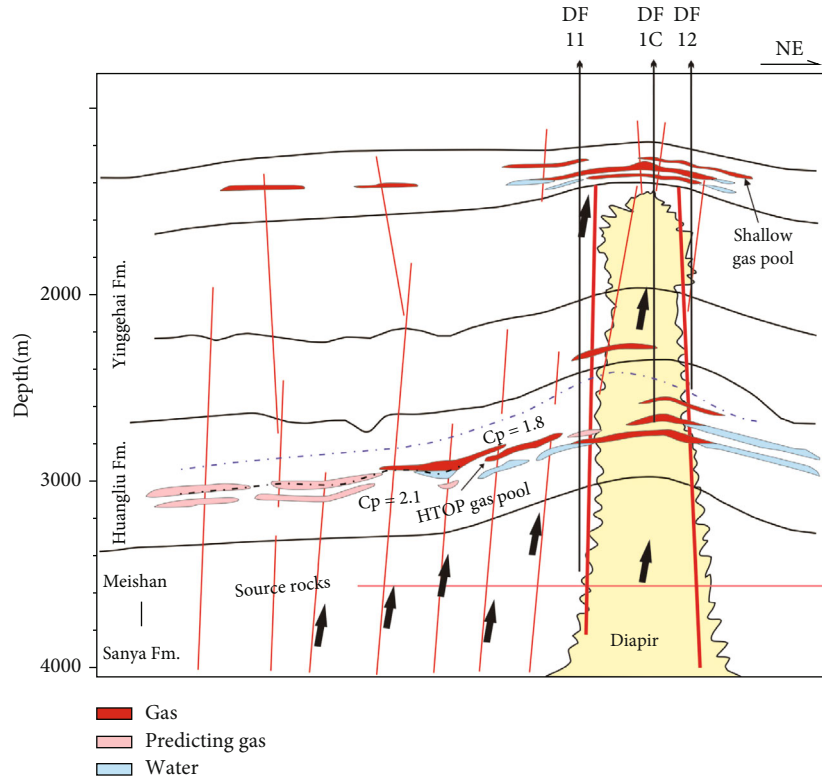 DF 11
DF 1C
DF 12
NE
Depth(m)
2000
3000
4000
Yinggehai Fm.
Huangliu Fm.
Meishan
Sanya Fm.
Shallow
gas pool
Cp = 1.8
Cp = 2.1
HTOP gas pool
Source rocks
Diapir
Gas
Predicting gas
Water